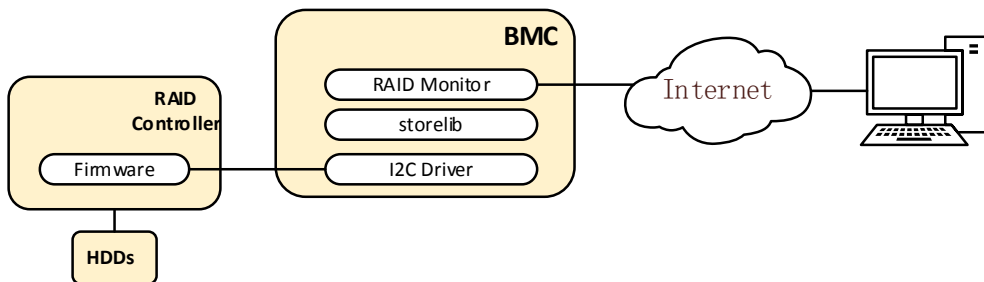 BMC
RAID Monitor
Internet
RAID
Controller
storelib
Firmware
I2C Driver
HDDs